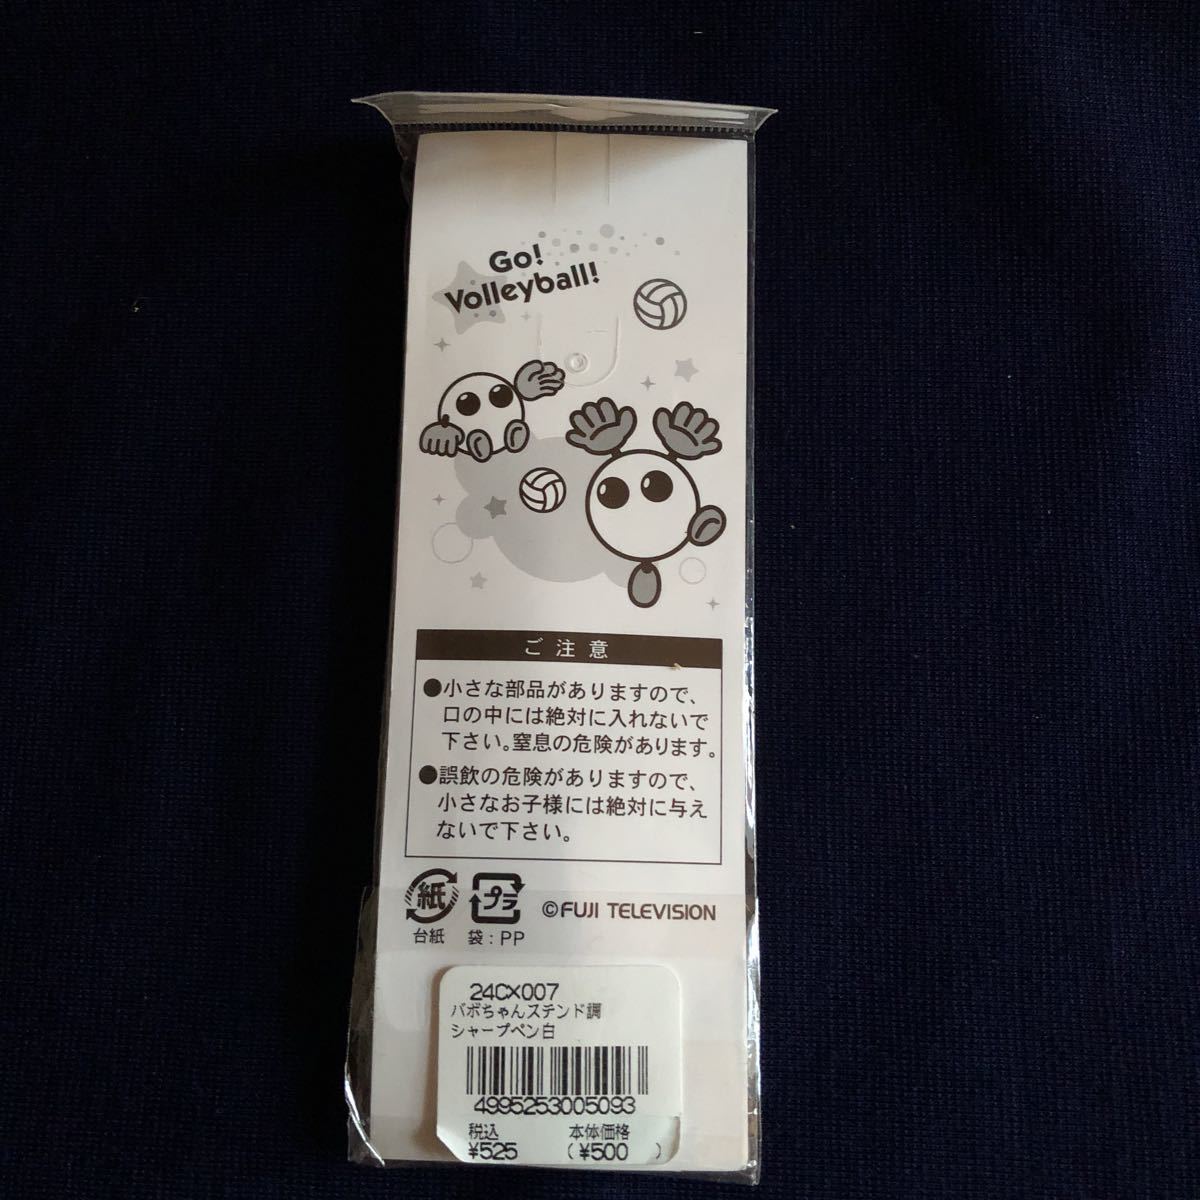 Go!
Volleyball!
ご注意
●小さな部品がありますので、
口の中には絶対に入れないで
下さい。窒息の危険があります。
●誤飲の危険がありますので、
小さなお子様には絶対に与え
ないで下さい。
紙 プラ ©FUJI TELEVISION
台紙 袋:PP
24CX007
バボちゃんステンド調
シャープペン白
4995253005093
税込 本体価格
¥525 (¥500 )